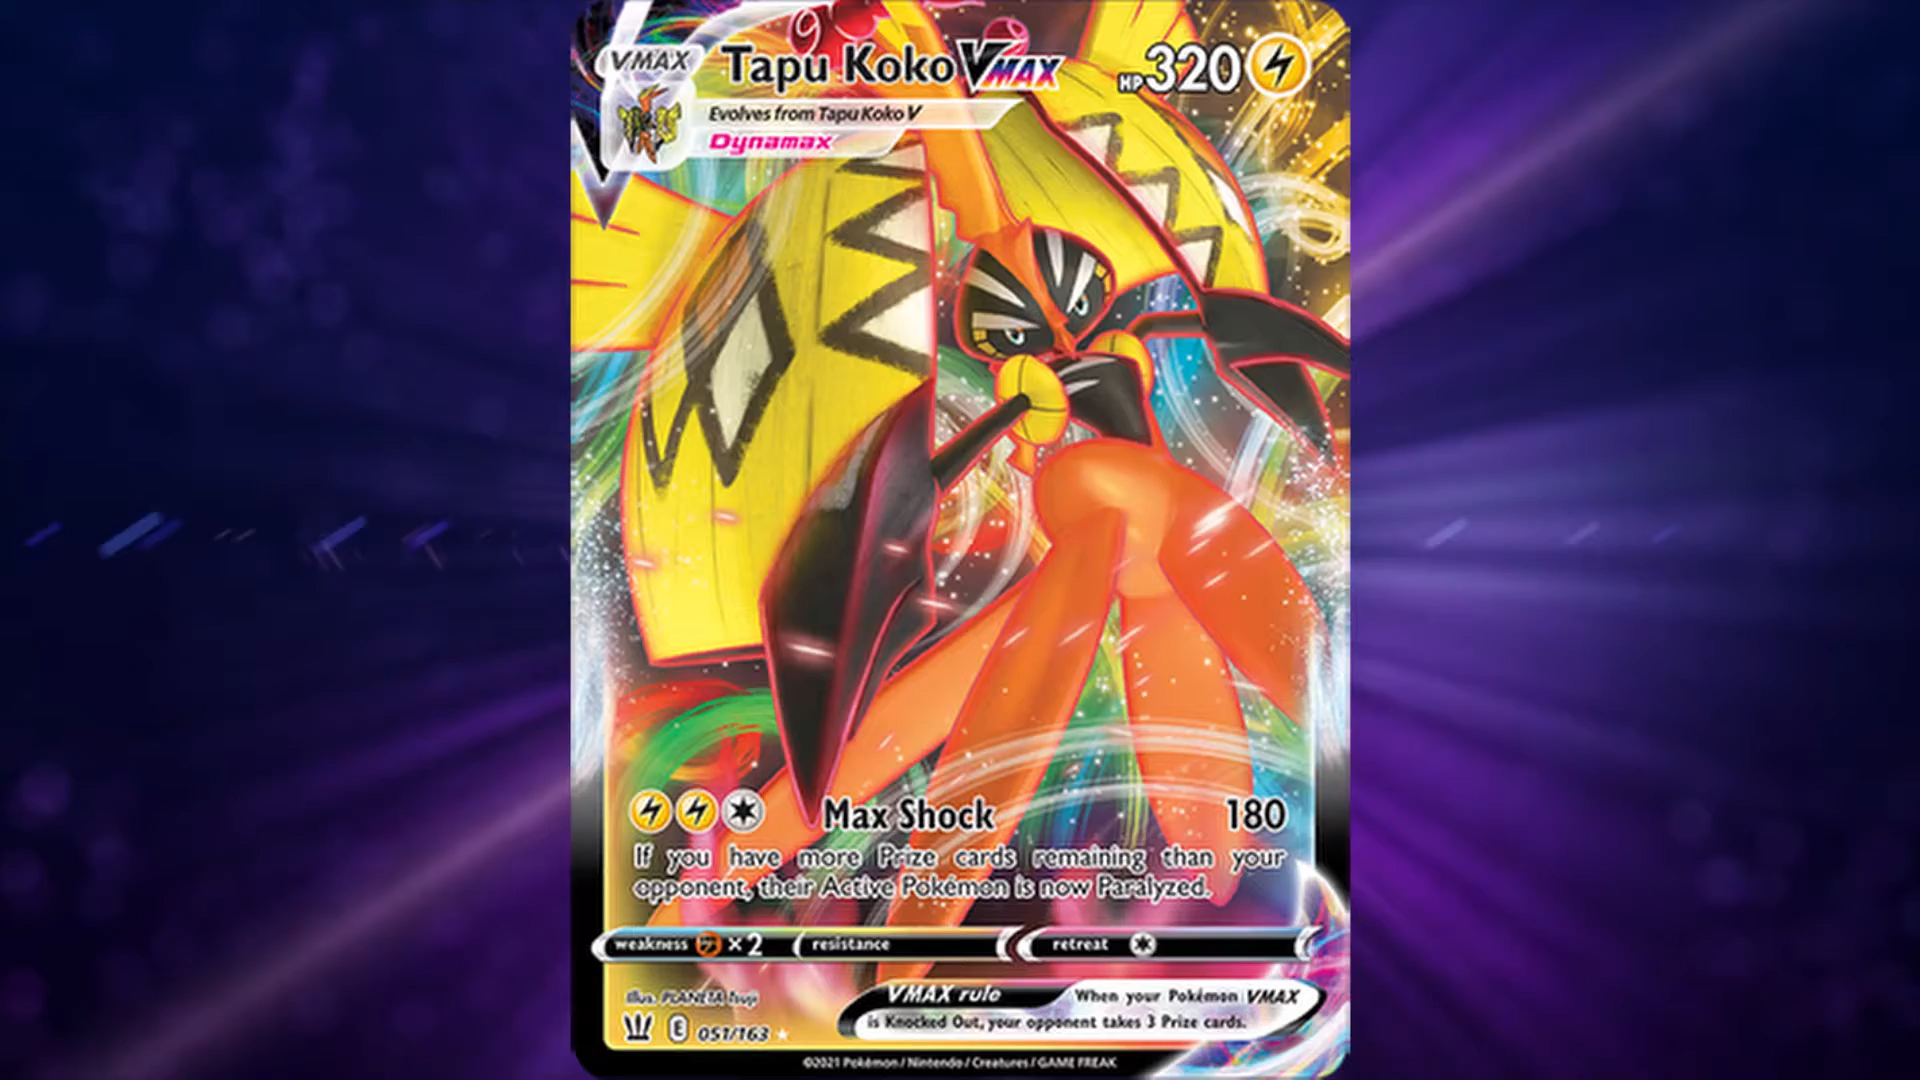 VMAX
Tapu Koko VMAX
HP 320
Evolves from Tapu Koko V
Dynamax
Max Shock 180
If you have more Prize cards remaining than your
opponent, their Active Pokémon is now Paralyzed.
weakness ×2 resistance retreat
Illus. PLANETA Tsuji
VMAX rule When your Pokémon VMAX
is Knocked Out, your opponent takes 3 Prize cards.
E 051/163
©2021 Pokémon / Nintendo / Creatures / GAME FREAK